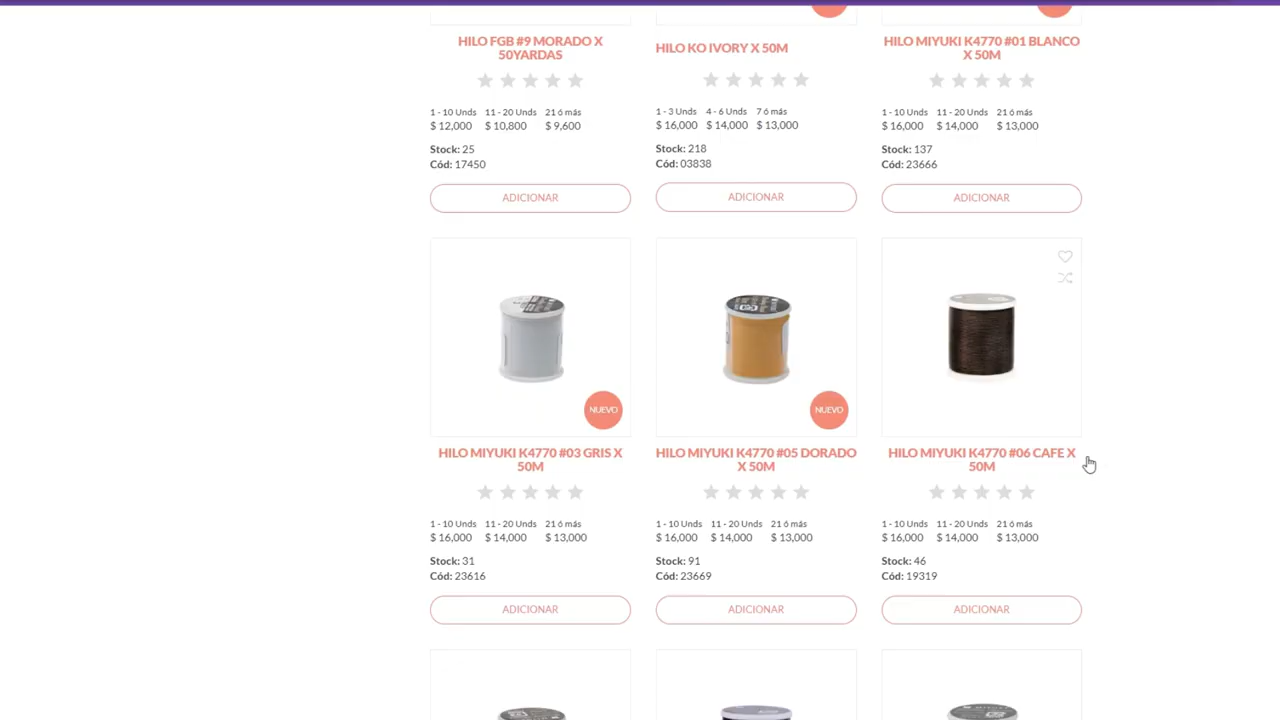 HILO FGB #9 MORADO X
50YARDAS
1 - 10 Unds 11 - 20 Unds 21 ó más
$ 12,000 $ 10,800 $ 9,600
Stock: 25
Cód: 17450
ADICIONAR
HILO KO IVORY X 50M
1 - 3 Unds 4 - 6 Unds 7 ó más
$ 16,000 $ 14,000 $ 13,000
Stock: 218
Cód: 03838
ADICIONAR
HILO MIYUKI K4770 #01 BLANCO
X 50M
1 - 10 Unds 11 - 20 Unds 21 ó más
$ 16,000 $ 14,000 $ 13,000
Stock: 137
Cód: 23666
ADICIONAR
NUEVO
HILO MIYUKI K4770 #03 GRIS X
50M
1 - 10 Unds 11 - 20 Unds 21 ó más
$ 16,000 $ 14,000 $ 13,000
Stock: 31
Cód: 23616
ADICIONAR
NUEVO
HILO MIYUKI K4770 #05 DORADO
X 50M
1 - 10 Unds 11 - 20 Unds 21 ó más
$ 16,000 $ 14,000 $ 13,000
Stock: 91
Cód: 23669
ADICIONAR
HILO MIYUKI K4770 #06 CAFE X
50M
1 - 10 Unds 11 - 20 Unds 21 ó más
$ 16,000 $ 14,000 $ 13,000
Stock: 46
Cód: 19319
ADICIONAR